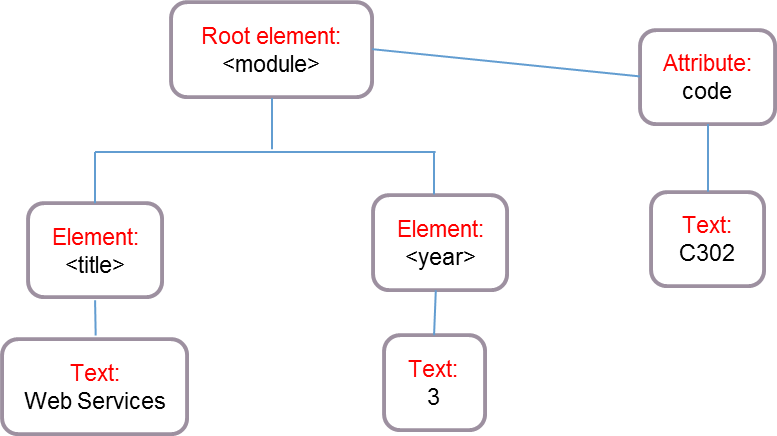 Root element:
<module>
Attribute:
code
Element:
<title>
Element:
<year>
Text:
C302
Text:
Web Services
Text:
3